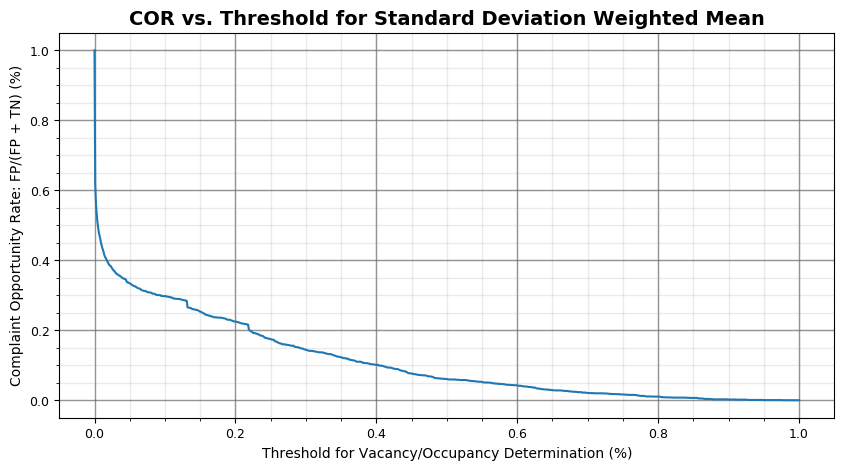 COR vs. Threshold for Standard Deviation Weighted Mean
Complaint Opportunity Rate: FP/(FP + TN) (%)
1.0
0.8
0.6
0.4
0.2
0.0
0.0 0.2 0.4 0.6 0.8 1.0
Threshold for Vacancy/Occupancy Determination (%)